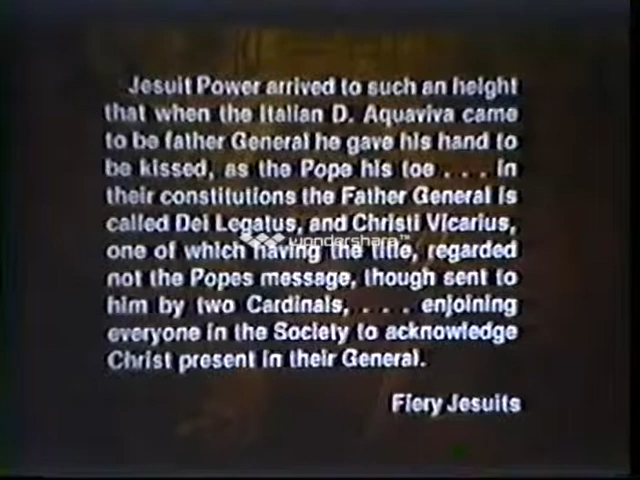 Jesuit Power arrived to such an height
that when the Italian D. Aquaviva came
to be father General he gave his hand to
be kissed, as the Pope his toe . . . in
their constitutions the Father General is
called Dei Legatus, and Christi Vicarius,
one of which having the title, regarded
not the Popes message, though sent to
him by two Cardinals, . . . enjoining
everyone in the Society to acknowledge
Christ present in their General.
Fiery Jesuits
wondershare™